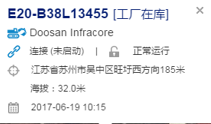 E20-B38L13455 [工厂在库]
Doosan Infracore
连接 (未启动) | 正常运行
江苏省苏州市吴中区旺圩西方向185米
海拔：32.0米
2017-06-19 10:15